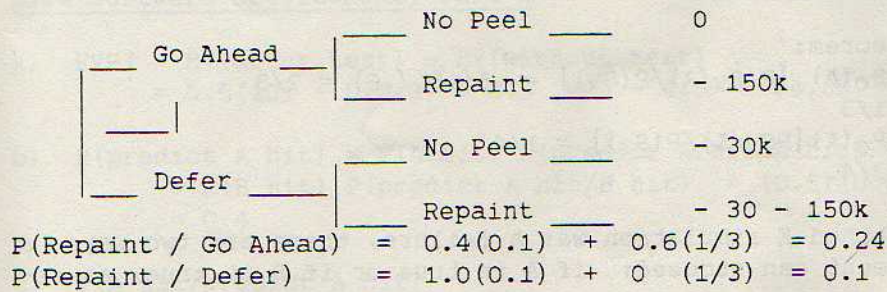 No Peel 0
Go Ahead
Repaint - 150k
No Peel - 30k
Defer
Repaint - 30 - 150k
P(Repaint / Go Ahead) = 0.4(0.1) + 0.6(1/3) = 0.24
P(Repaint / Defer) = 1.0(0.1) + 0 (1/3) = 0.1